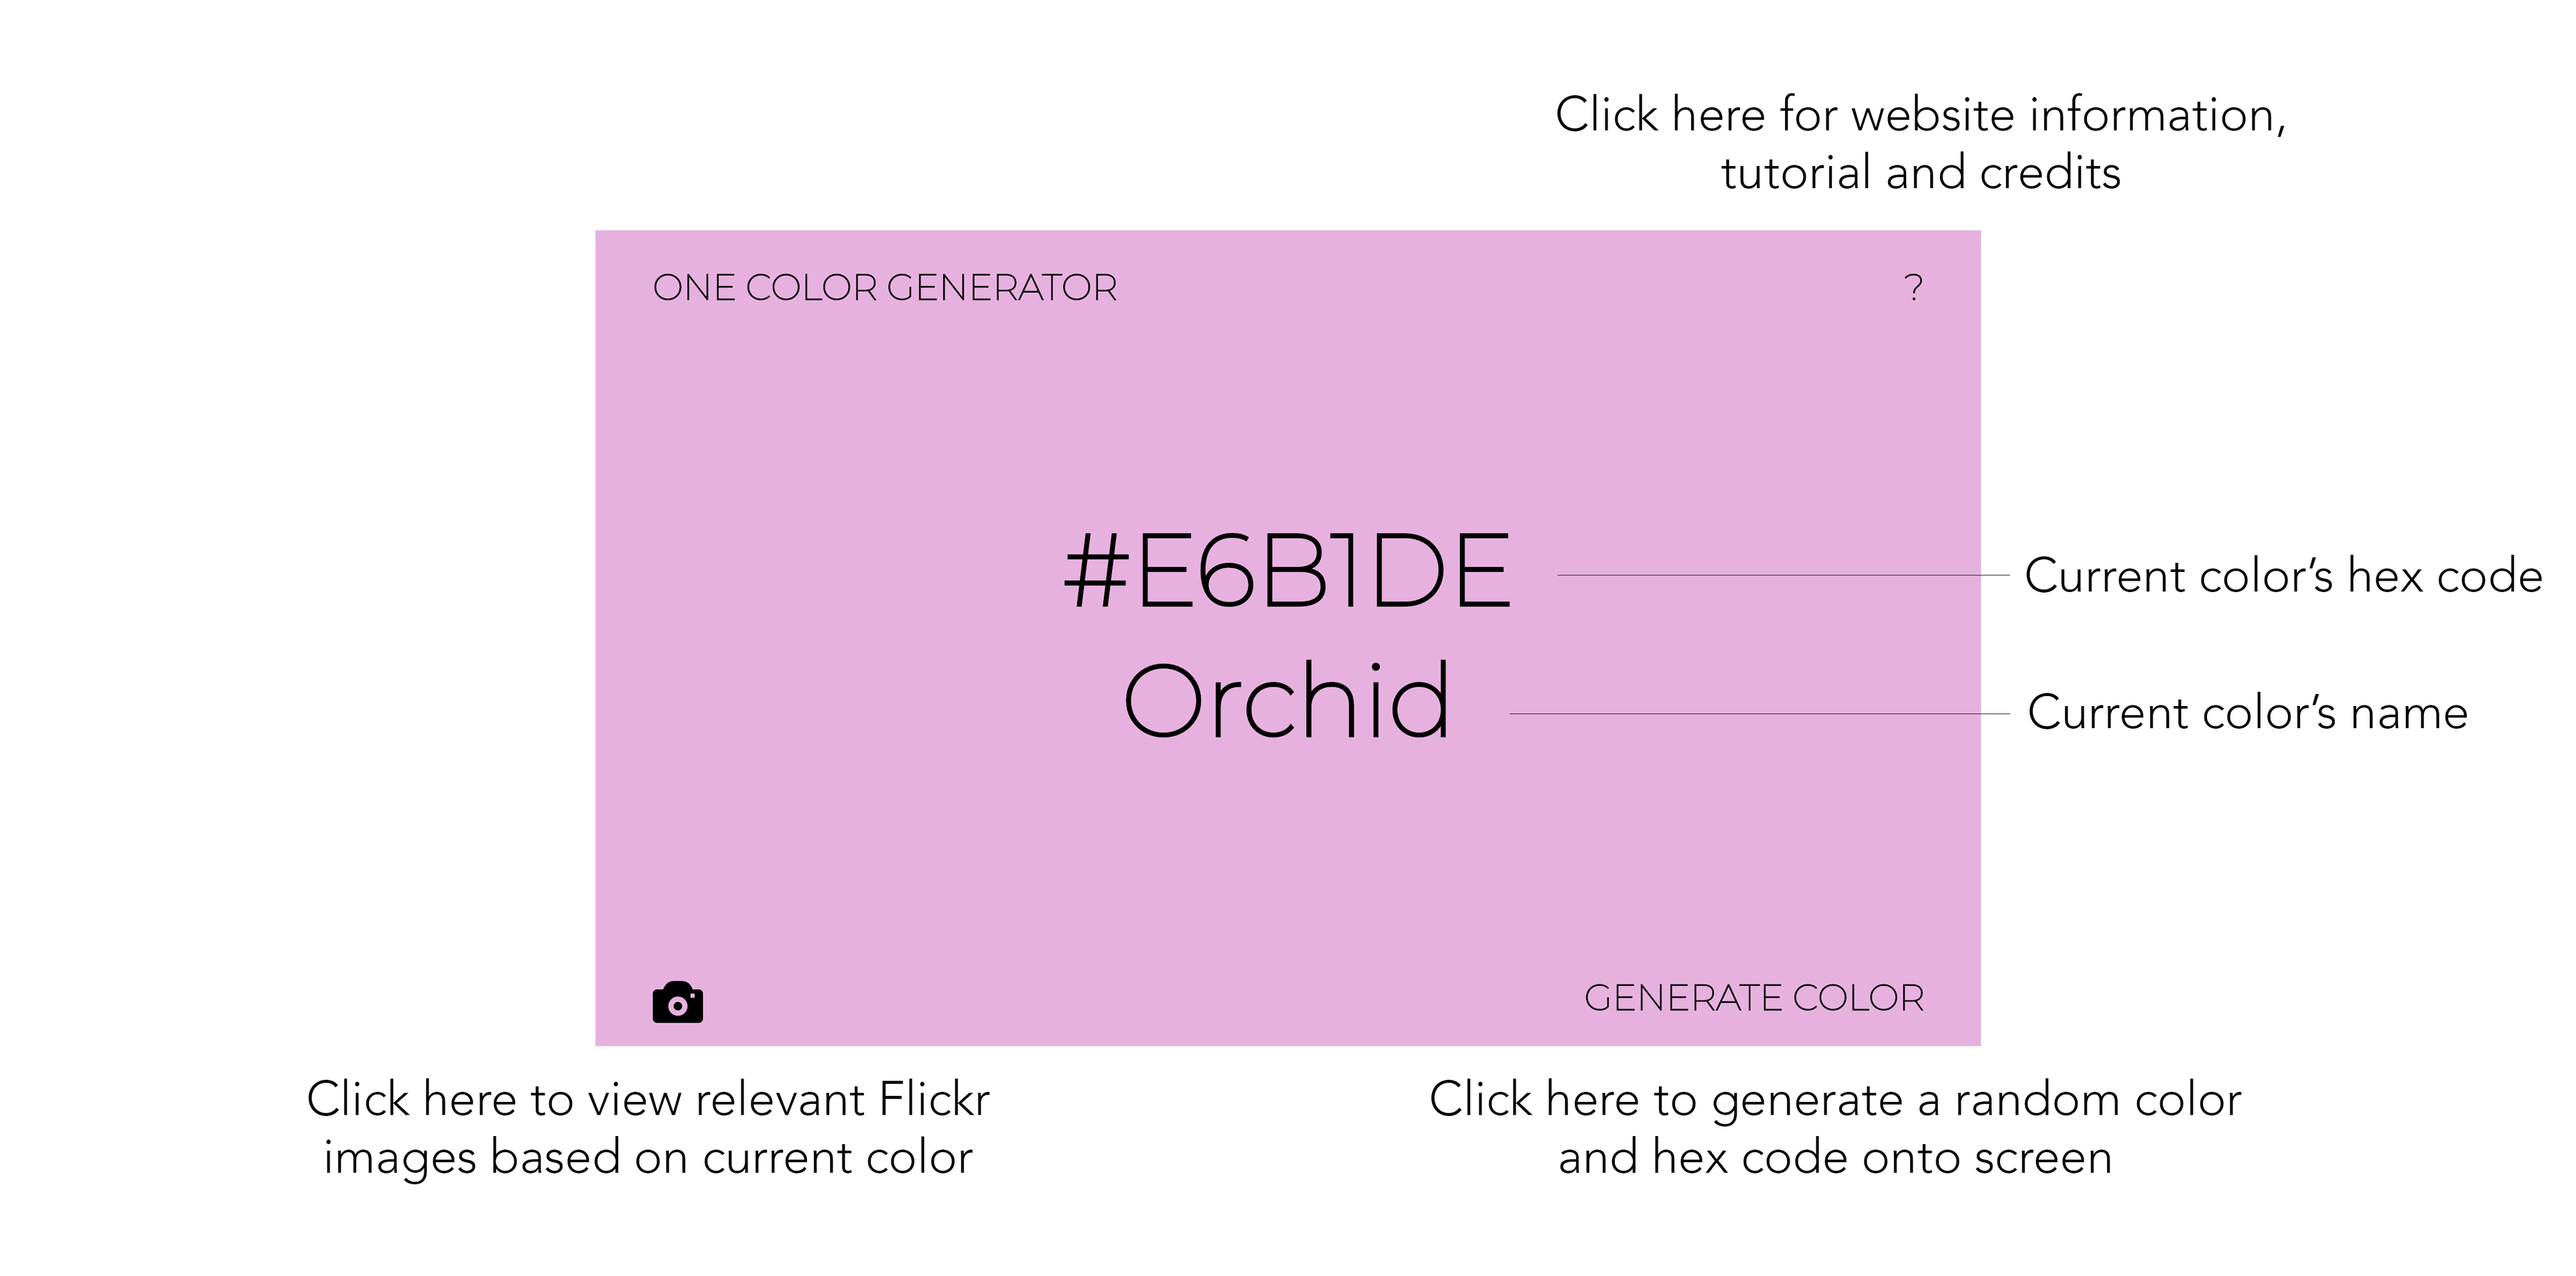 Click here for website information,
tutorial and credits
ONE COLOR GENERATOR
?
#E6B1DE
Current color’s hex code
Orchid
Current color’s name
GENERATE COLOR
Click here to view relevant Flickr
images based on current color
Click here to generate a random color
and hex code onto screen